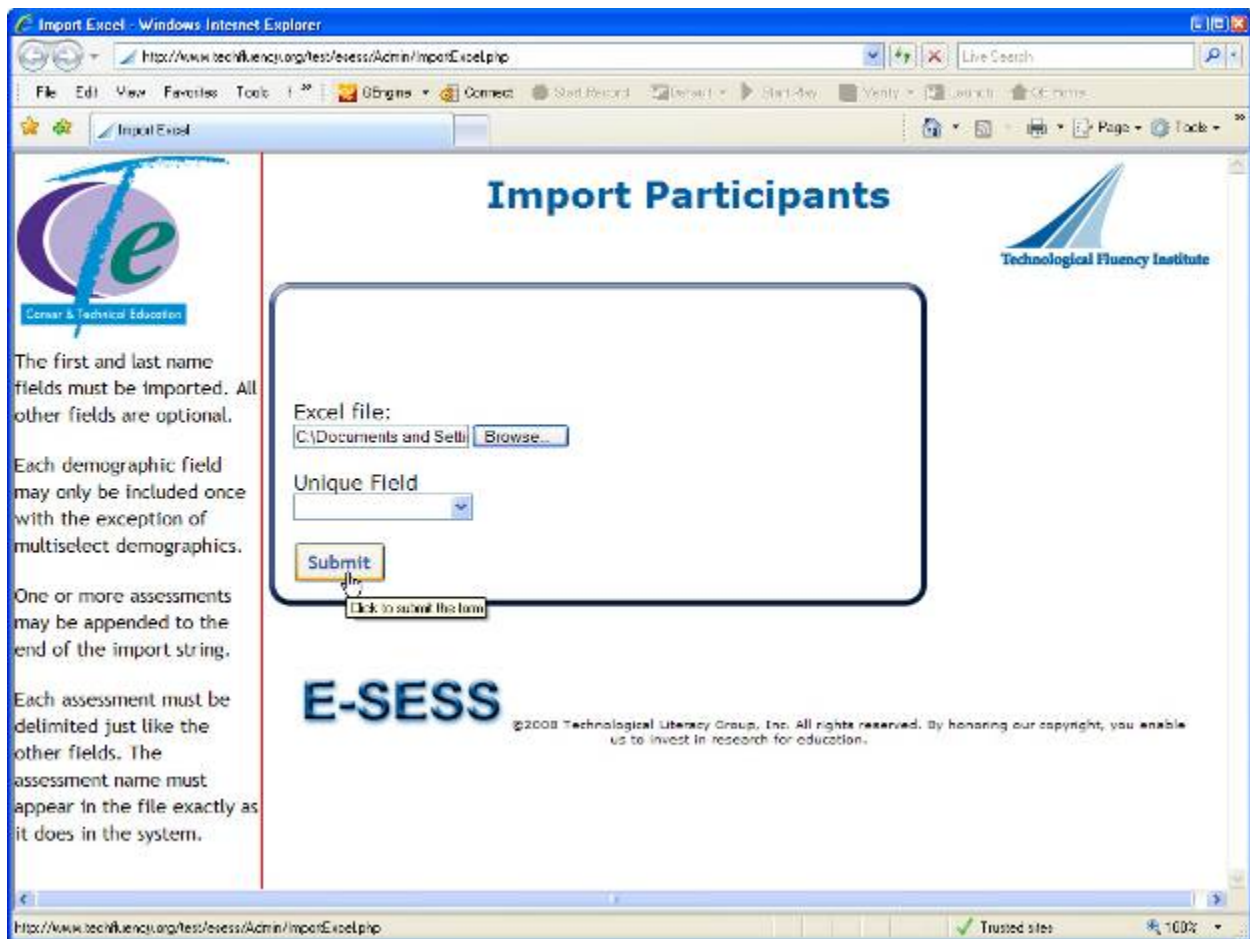 Import Excel - Windows Internet Explorer
http://www.techfluency.org/test/esess/Admin/ImportExcel.php
Live Search
File Edit View Favorites Tools
Connect
Import Excel
Page
Tools
Import Participants
Technological Fluency Institute
Career & Technical Education
The first and last name
fields must be imported. All
other fields are optional.
Each demographic field
may only be included once
with the exception of
multiselect demographics.
One or more assessments
may be appended to the
end of the import string.
Each assessment must be
delimited just like the
other fields. The
assessment name must
appear in the file exactly as
it does in the system.
Excel file:
C:\Documents and Setti Browse...
Unique Field
Submit
Click to submit the form
E-SESS
©2008 Technological Literacy Group, Inc. All rights reserved. By honoring our copyright, you enable
us to invest in research for education.
http://www.techfluency.org/test/esess/Admin/ImportExcel.php
Trusted sites
100%